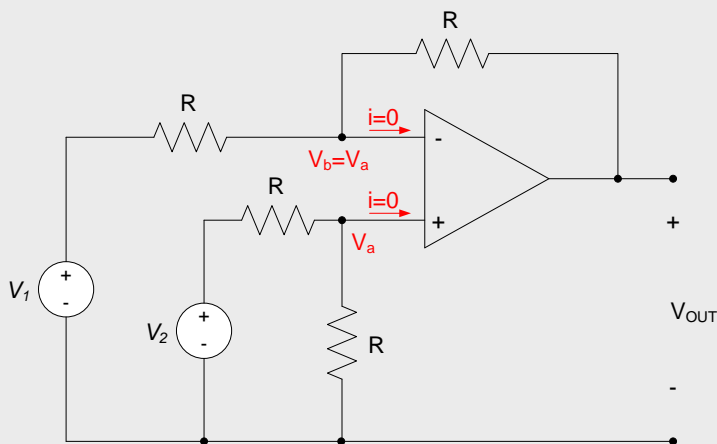 R
R
i=0
-
V_b=V_a
R
i=0
+
V_a
+
+
V_1
-
+
V_2
-
R
V_OUT
-